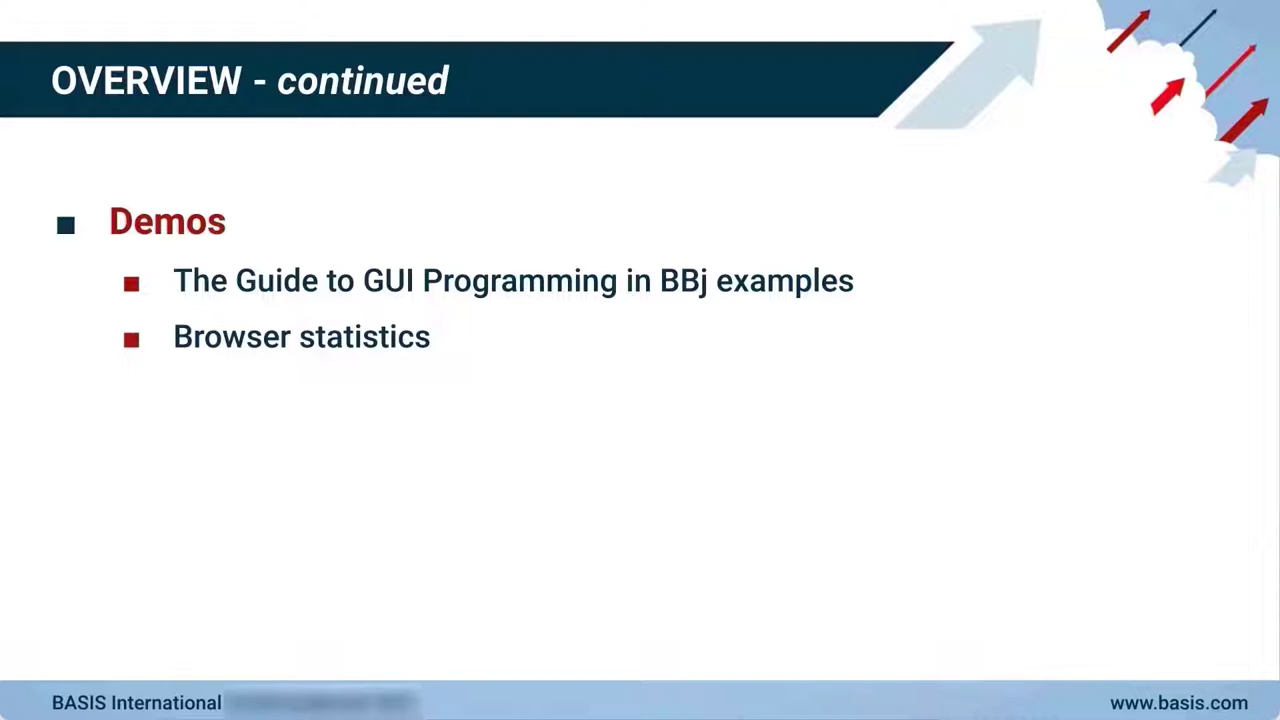 OVERVIEW - continued
Demos
The Guide to GUI Programming in BBj examples
Browser statistics
BASIS International
www.basis.com